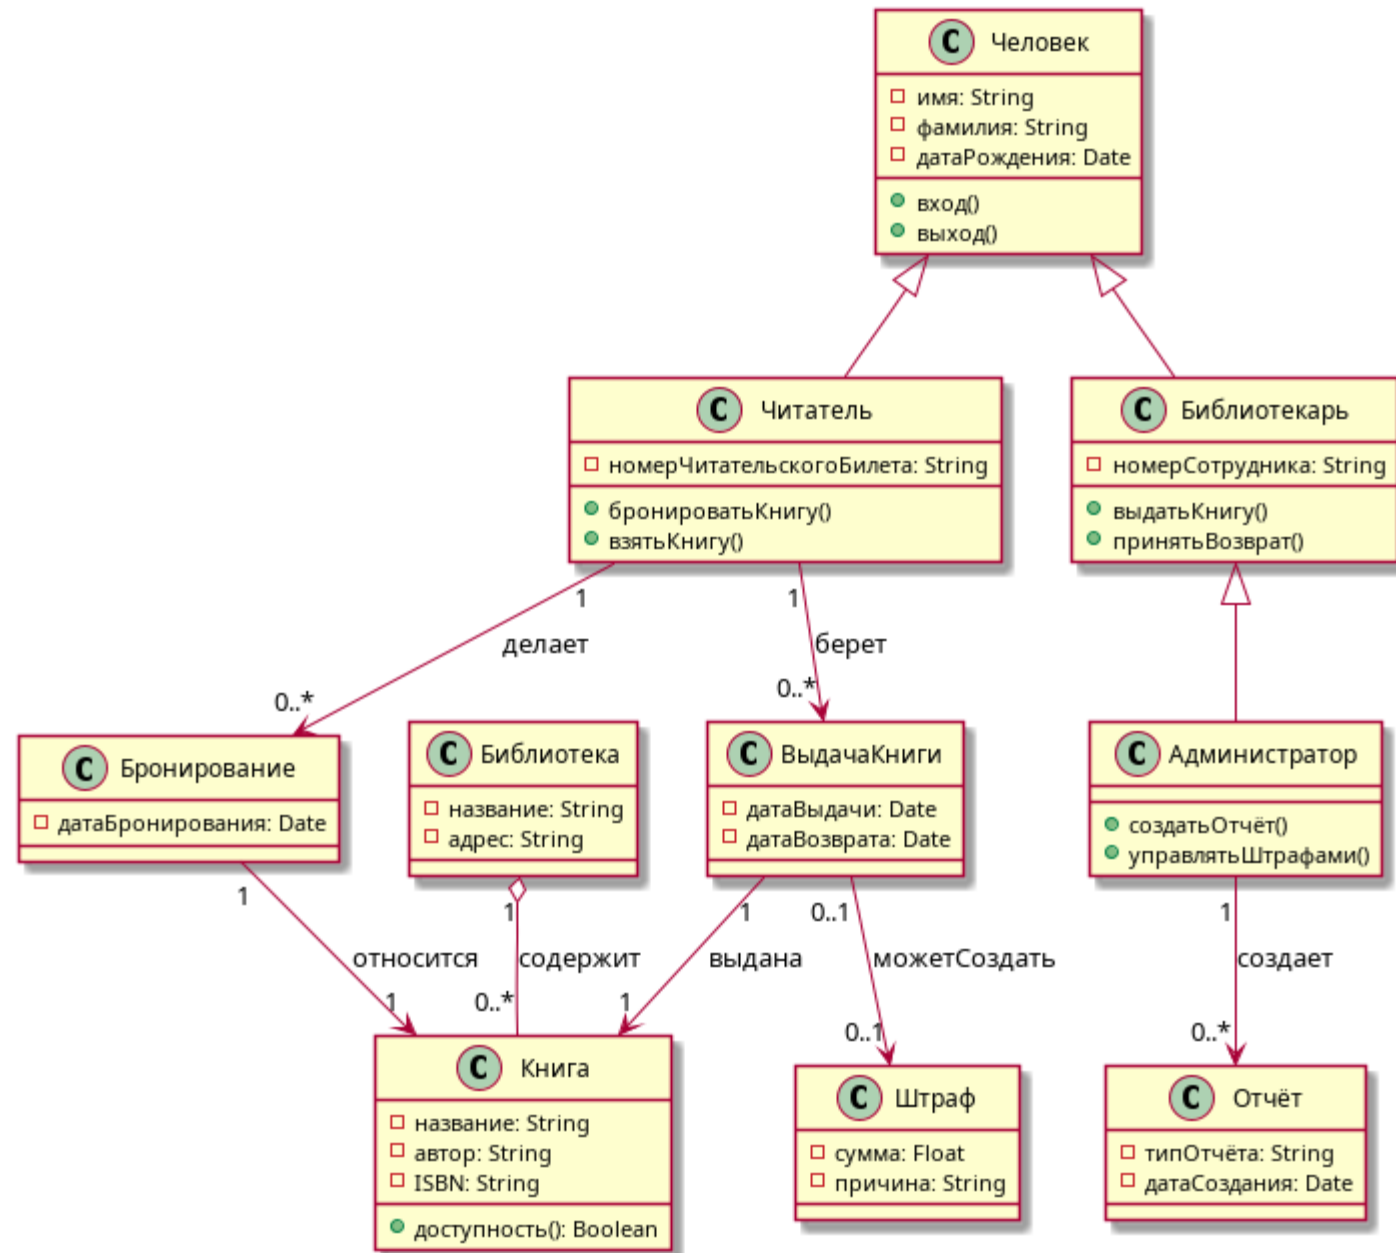 C Человек
имя: String
фамилия: String
датаРождения: Date
вход()
выход()
C Читатель
номерЧитательскогоБилета: String
бронироватьКнигу()
взятьКнигу()
C Библиотекарь
номерСотрудника: String
выдатьКнигу()
принятьВозврат()
1
делает
0..*
1
берет
0..*
C Бронирование
датаБронирования: Date
C Библиотека
название: String
адрес: String
C ВыдачаКниги
датаВыдачи: Date
датаВозврата: Date
C Администратор
создатьОтчёт()
управлятьШтрафами()
1
относится
1
1
содержит
0..*
1
выдана
1
0..1
можетСоздать
0..1
1
создает
0..*
C Книга
название: String
автор: String
ISBN: String
доступность(): Boolean
C Штраф
сумма: Float
причина: String
C Отчёт
типОтчёта: String
датаСоздания: Date